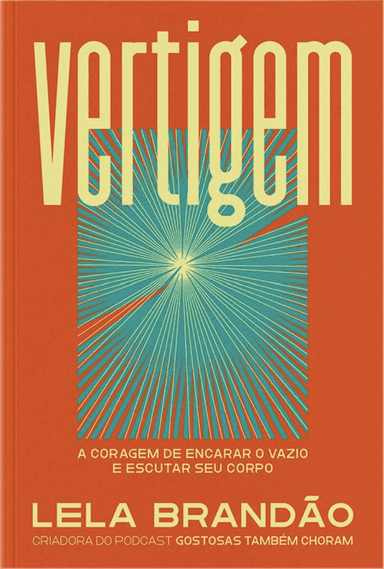 vertigem
A CORAGEM DE ENCARAR O VAZIO
E ESCUTAR SEU CORPO
LELA BRANDÃO
CRIADORA DO PODCAST GOSTOSAS TAMBÉM CHORAM